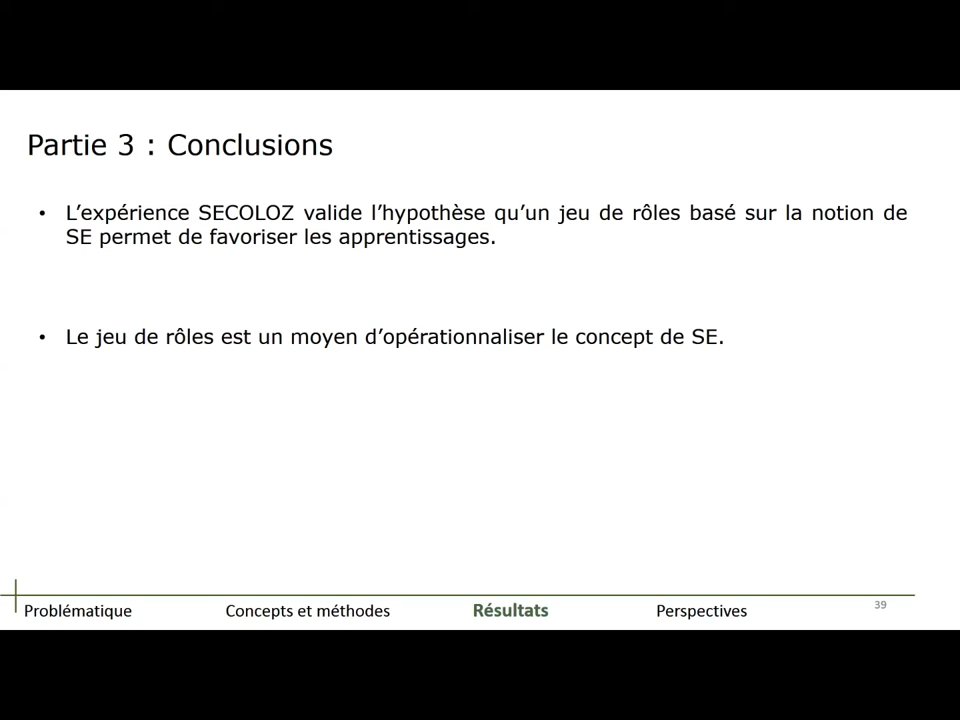 Partie 3 : Conclusions
• L’expérience SECOLOZ valide l’hypothèse qu’un jeu de rôles basé sur la notion de
SE permet de favoriser les apprentissages.
• Le jeu de rôles est un moyen d’opérationnaliser le concept de SE.
Problématique Concepts et méthodes Résultats Perspectives 39